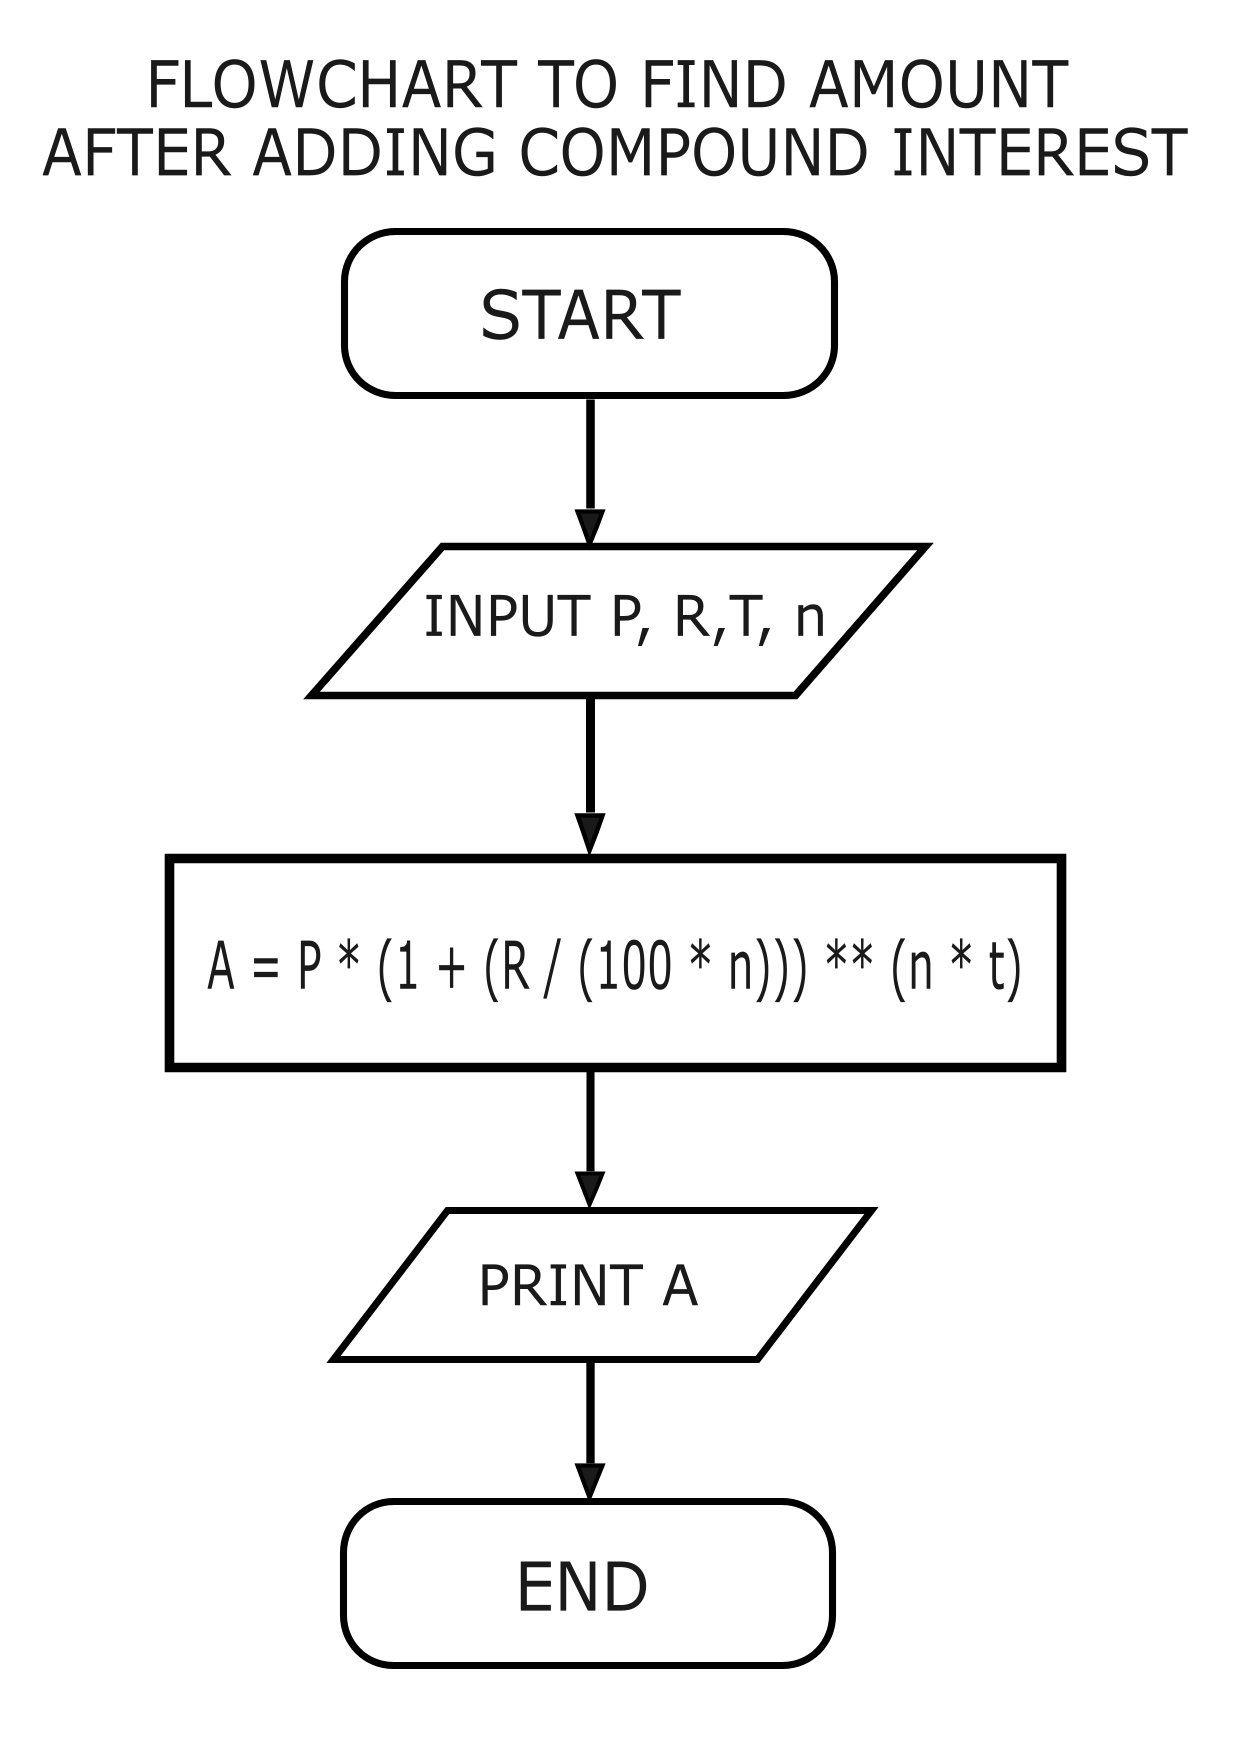 FLOWCHART TO FIND AMOUNT
AFTER ADDING COMPOUND INTEREST
START
INPUT P, R,T, n
A = P * (1 + (R / (100 * n))) ** (n * t)
PRINT A
END